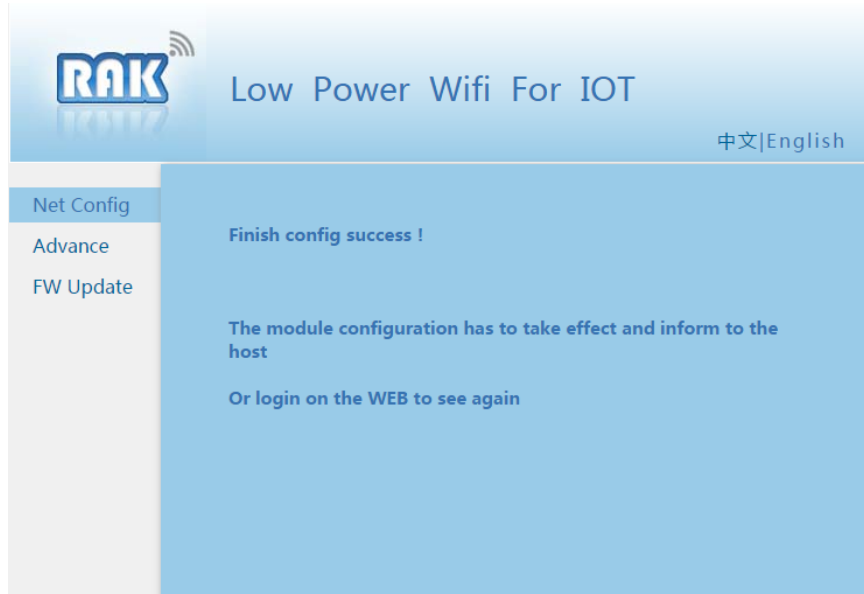 RAK
Low Power Wifi For IOT
中文|English
Net Config
Advance
FW Update
Finish config success !
The module configuration has to take effect and inform to the
host
Or login on the WEB to see again